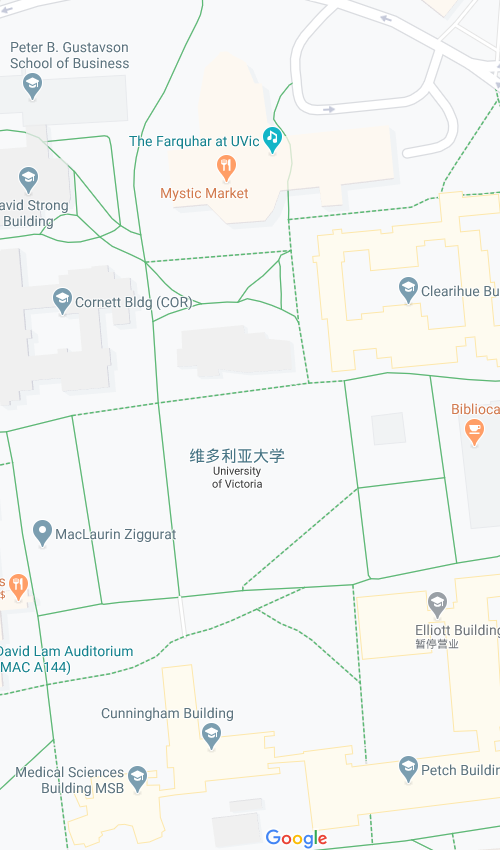 Peter B. Gustavson
School of Business
The Farquhar at UVic
Mystic Market
avid Strong
Building
Cornett Bldg (COR)
Clearihue Bu
Biblioca
维多利亚大学
University
of Victoria
MacLaurin Ziggurat
s
$
Elliott Building
暂停营业
David Lam Auditorium
(MAC A144)
Cunningham Building
Medical Sciences
Building MSB
Petch Buildin
Google